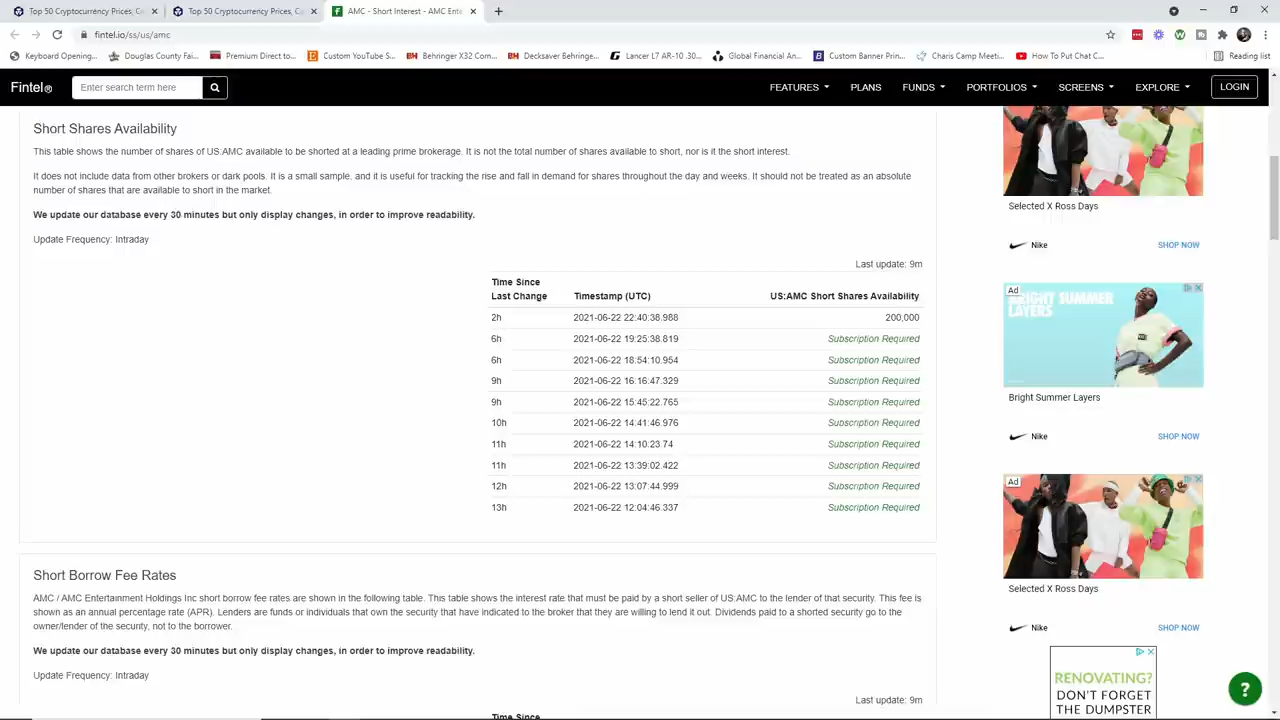 Top 50 Cryptocurrency Prices, Co
Top 50 Cryptocurrency Prices, Co
AMC - Short Interest - AMC Ente
fintel.io/ss/us/amc
Keyboard Opening...
Douglas County Fai...
Premium Direct to...
Custom YouTube S...
Behringer X32 Com...
Decksaver Behringe...
Lancer L7 AR-10 .30...
Global Financial An...
Custom Banner Prin...
Charis Camp Meeti...
How To Put Chat C...
Reading list
Fintel®
Enter search term here
FEATURES
PLANS
FUNDS
PORTFOLIOS
SCREENS
EXPLORE
LOGIN
Short Shares Availability
This table shows the number of shares of US:AMC available to be shorted at a leading prime brokerage. It is not the total number of shares available to short, nor is it the short interest.
It does not include data from other brokers or dark pools. It is a small sample, and it is useful for tracking the rise and fall in demand for shares throughout the day and weeks. It should not be treated as an absolute
number of shares that are available to short in the market.
We update our database every 30 minutes but only display changes, in order to improve readability.
Update Frequency: Intraday
Last update: 9m
Time Since
Last Change Timestamp (UTC) US:AMC Short Shares Availability
2h 2021-06-22 22:40:38.988 200,000
6h 2021-06-22 19:25:38.819 Subscription Required
6h 2021-06-22 18:54:10.954 Subscription Required
9h 2021-06-22 16:16:47.329 Subscription Required
9h 2021-06-22 15:45:22.765 Subscription Required
10h 2021-06-22 14:41:46.976 Subscription Required
11h 2021-06-22 14:10:23.74 Subscription Required
11h 2021-06-22 13:39:02.422 Subscription Required
12h 2021-06-22 13:07:44.999 Subscription Required
13h 2021-06-22 12:04:46.337 Subscription Required
Short Borrow Fee Rates
AMC / AMC Entertainment Holdings Inc short borrow fee rates are shown in the following table. This table shows the interest rate that must be paid by a short seller of US:AMC to the lender of that security. This fee is
shown as an annual percentage rate (APR). Lenders are funds or individuals that own the security that have indicated to the broker that they are willing to lend it out. Dividends paid to a shorted security go to the
owner/lender of the security, not to the borrower.
We update our database every 30 minutes but only display changes, in order to improve readability.
Update Frequency: Intraday
Last update: 9m
Time Since
Selected X Ross Days
Nike
SHOP NOW
Ad
BRIGHT SUMMER
LAYERS
Bright Summer Layers
Nike
SHOP NOW
Ad
Selected X Ross Days
Nike
SHOP NOW
RENOVATING?
DON'T FORGET
THE DUMPSTER
?